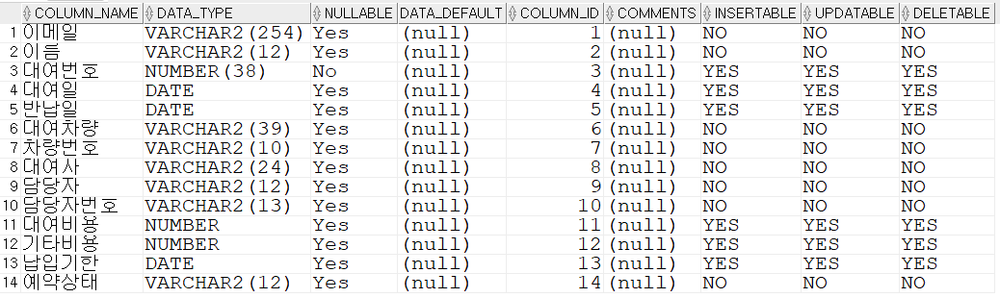 COLUMN_NAME DATA_TYPE NULLABLE DATA_DEFAULT COLUMN_ID COMMENTS INSERTABLE UPDATABLE DELETABLE
1 이메일 VARCHAR2(254) Yes (null) 1 (null) NO NO NO
2 이름 VARCHAR2(12) Yes (null) 2 (null) NO NO NO
3 대여번호 NUMBER(38) No (null) 3 (null) YES YES YES
4 대여일 DATE Yes (null) 4 (null) YES YES YES
5 반납일 DATE Yes (null) 5 (null) YES YES YES
6 대여차량 VARCHAR2(39) Yes (null) 6 (null) NO NO NO
7 차량번호 VARCHAR2(10) Yes (null) 7 (null) NO NO NO
8 대여사 VARCHAR2(24) Yes (null) 8 (null) NO NO NO
9 담당자 VARCHAR2(12) Yes (null) 9 (null) NO NO NO
10 담당자번호 VARCHAR2(13) Yes (null) 10 (null) NO NO NO
11 대여비용 NUMBER Yes (null) 11 (null) YES YES YES
12 기타비용 NUMBER Yes (null) 12 (null) YES YES YES
13 납입기한 DATE Yes (null) 13 (null) YES YES YES
14 예약상태 VARCHAR2(12) Yes (null) 14 (null) NO NO NO